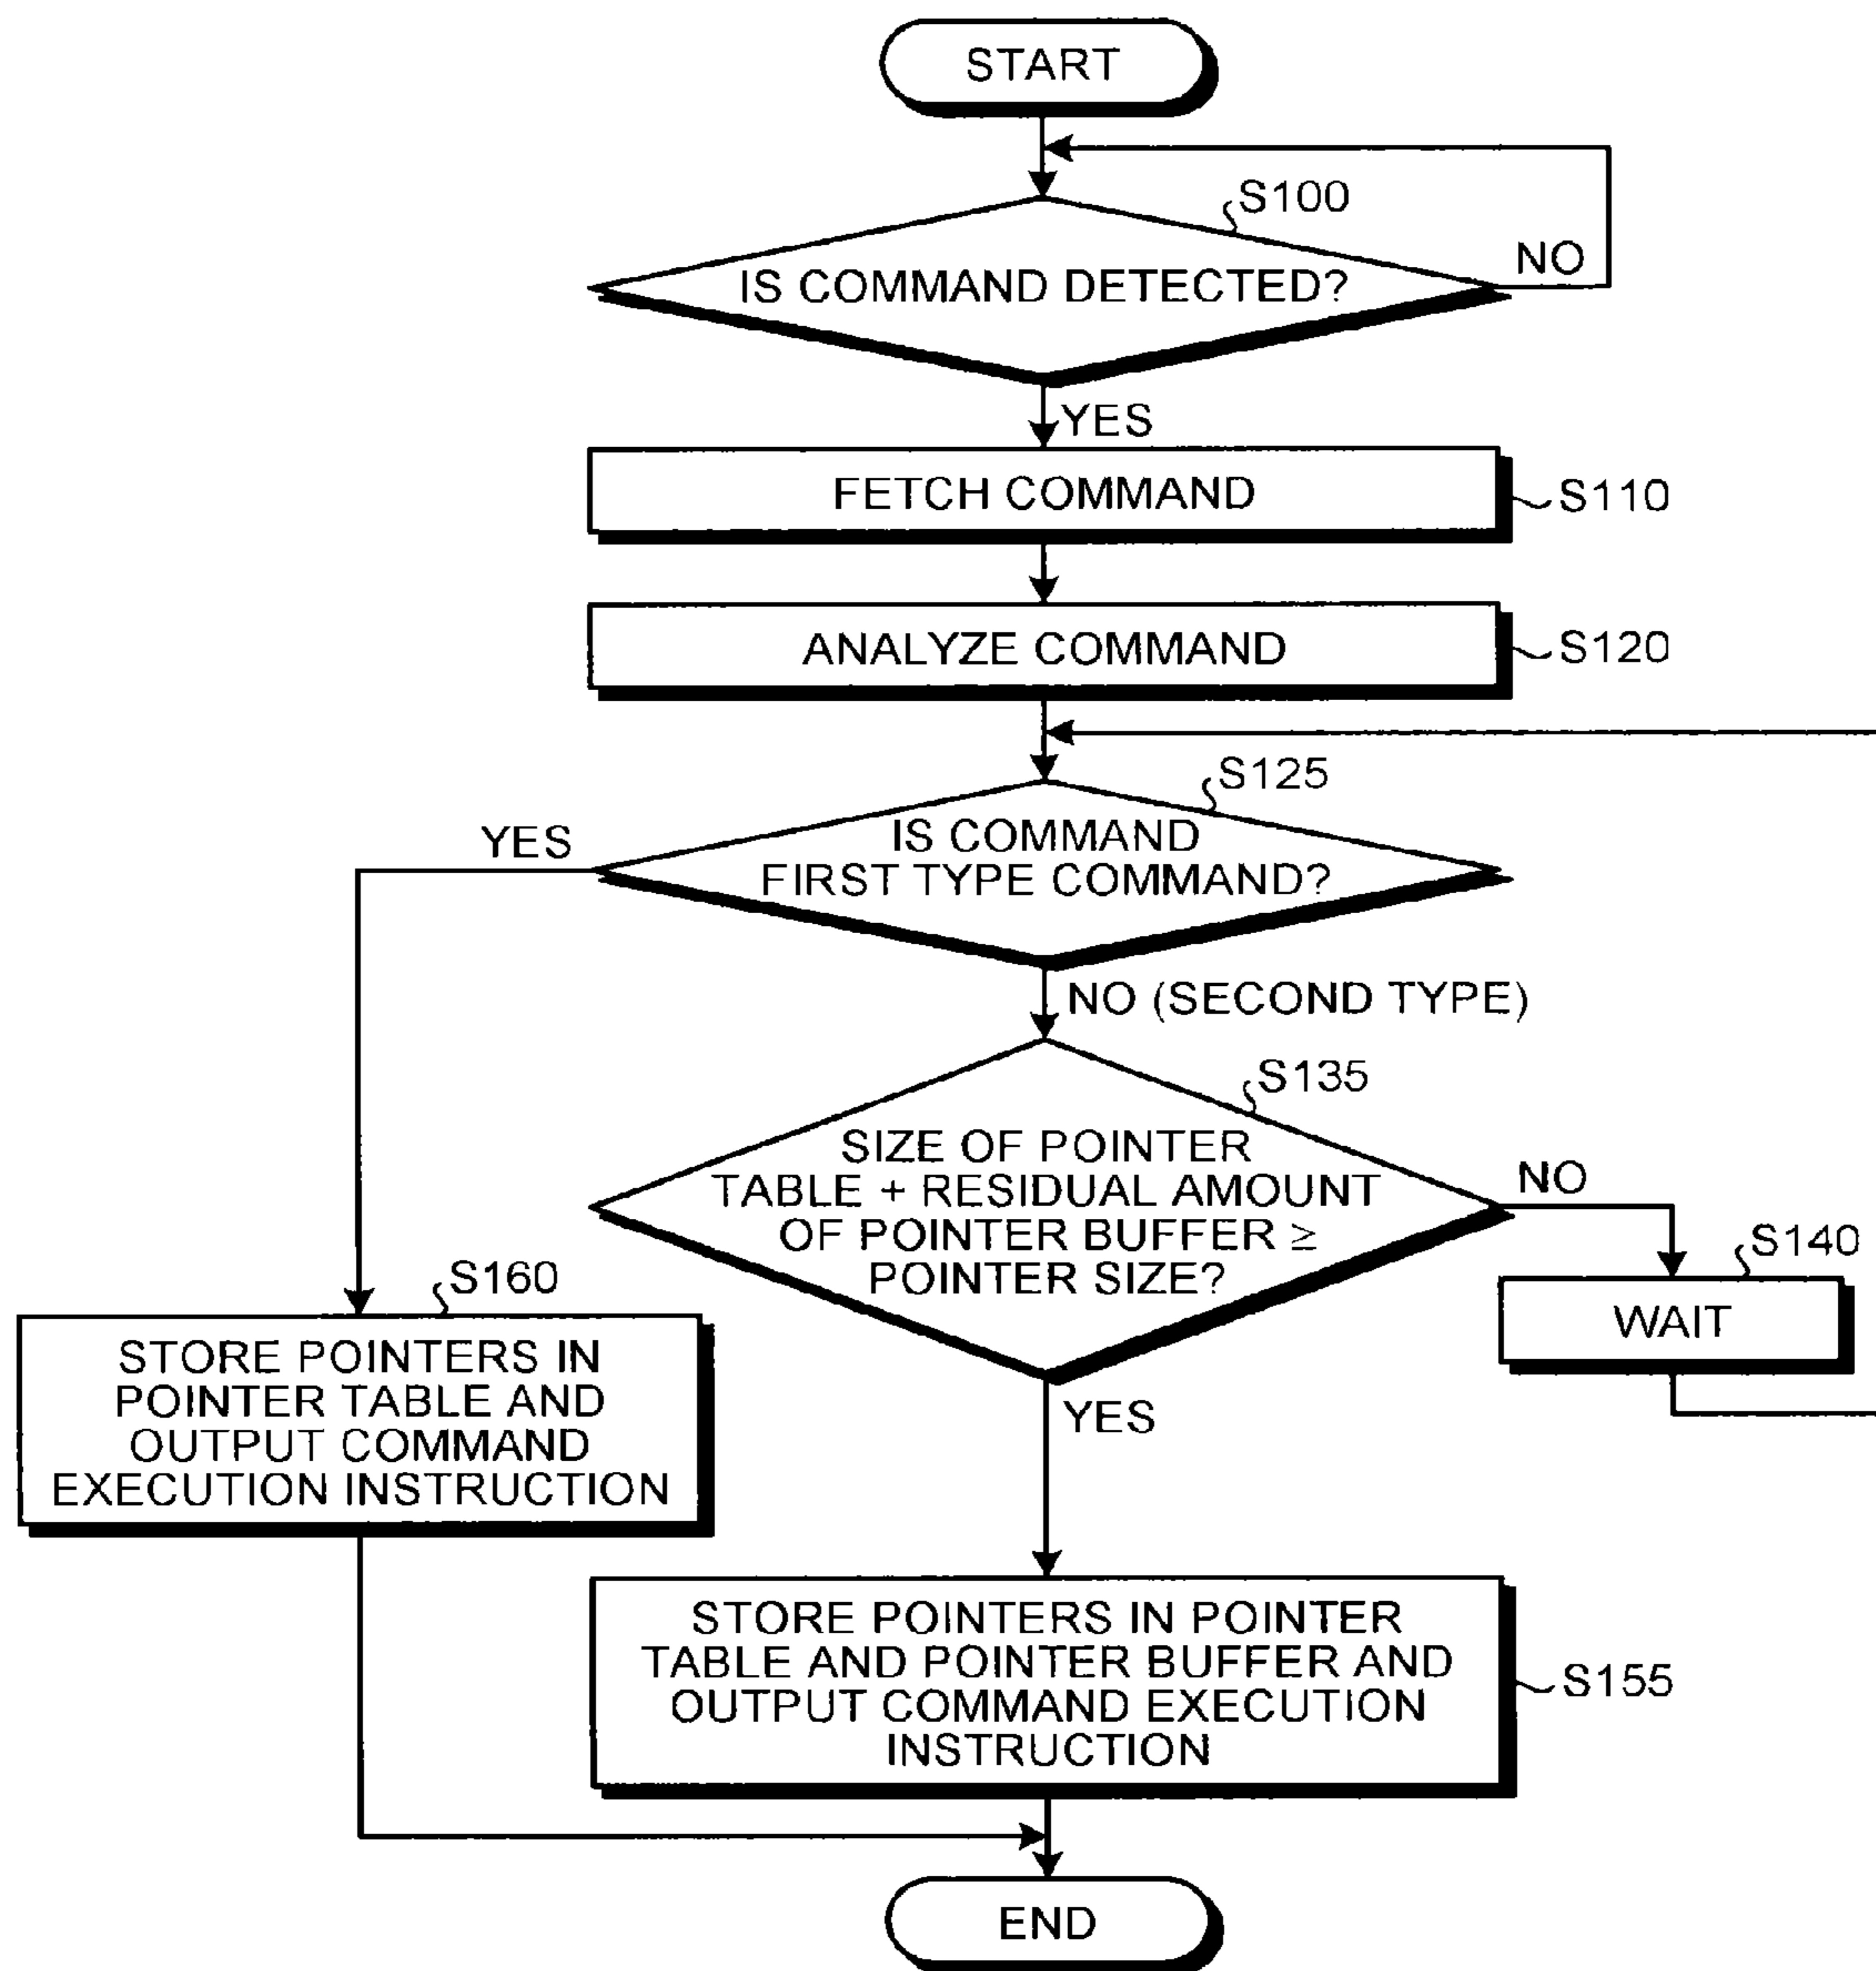 START
S100
IS COMMAND DETECTED?
NO
YES
FETCH COMMAND
S110
ANALYZE COMMAND
S120
S125
YES
IS COMMAND
FIRST TYPE COMMAND?
NO (SECOND TYPE)
S135
SIZE OF POINTER
TABLE + RESIDUAL AMOUNT
OF POINTER BUFFER ≥
POINTER SIZE?
NO
S140
WAIT
S160
STORE POINTERS IN
POINTER TABLE AND
OUTPUT COMMAND
EXECUTION INSTRUCTION
YES
STORE POINTERS IN POINTER
TABLE AND POINTER BUFFER AND
OUTPUT COMMAND EXECUTION
INSTRUCTION
S155
END